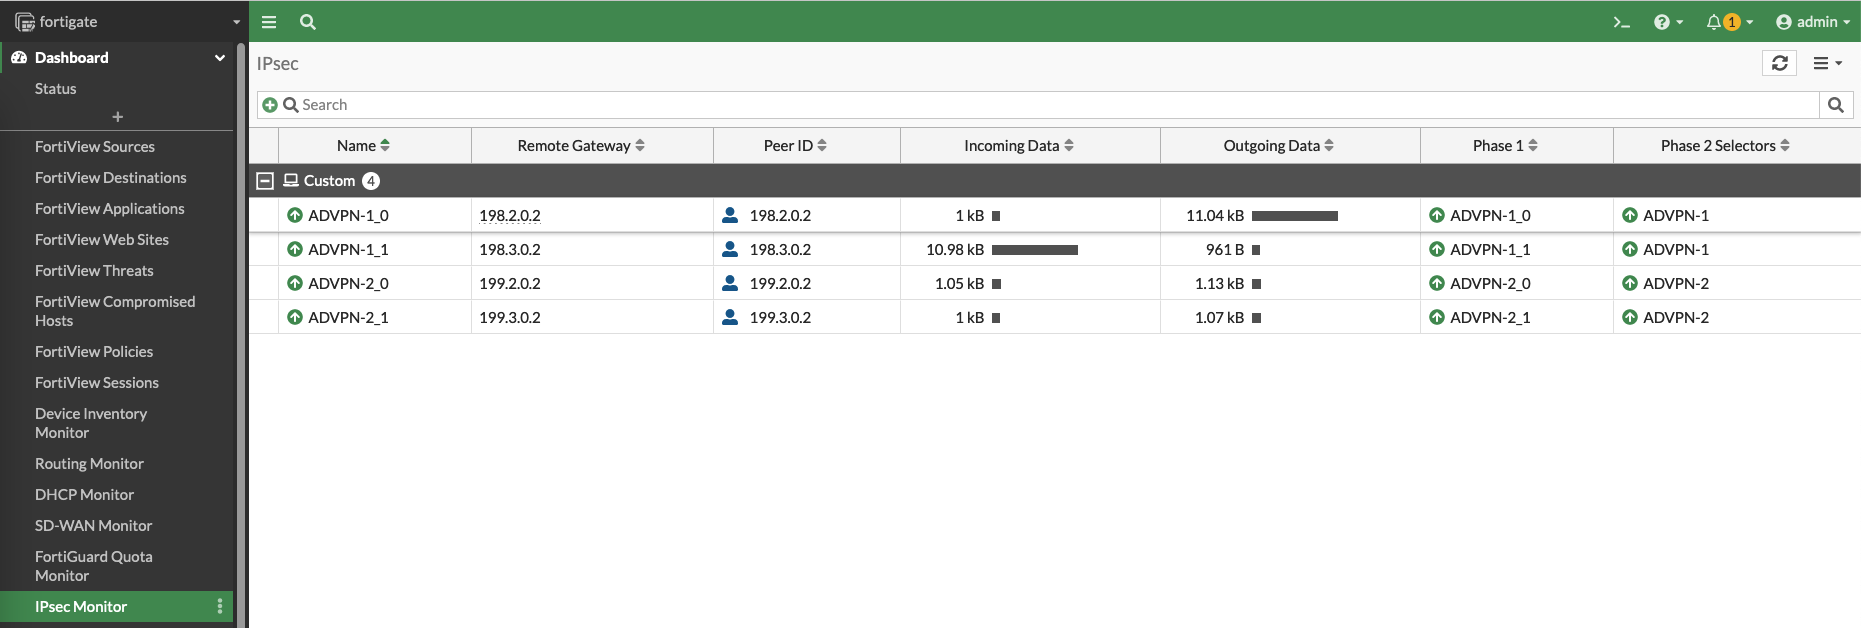 fortigate
1
admin
Dashboard
Status
+
FortiView Sources
FortiView Destinations
FortiView Applications
FortiView Web Sites
FortiView Threats
FortiView Compromised
Hosts
FortiView Policies
FortiView Sessions
Device Inventory
Monitor
Routing Monitor
DHCP Monitor
SD-WAN Monitor
FortiGuard Quota
Monitor
IPsec Monitor
IPsec
Search
Name Remote Gateway Peer ID Incoming Data Outgoing Data Phase 1 Phase 2 Selectors
Custom 4
ADVPN-1_0 198.2.0.2 198.2.0.2 1 kB 11.04 kB ADVPN-1_0 ADVPN-1
ADVPN-1_1 198.3.0.2 198.3.0.2 10.98 kB 961 B ADVPN-1_1 ADVPN-1
ADVPN-2_0 199.2.0.2 199.2.0.2 1.05 kB 1.13 kB ADVPN-2_0 ADVPN-2
ADVPN-2_1 199.3.0.2 199.3.0.2 1 kB 1.07 kB ADVPN-2_1 ADVPN-2